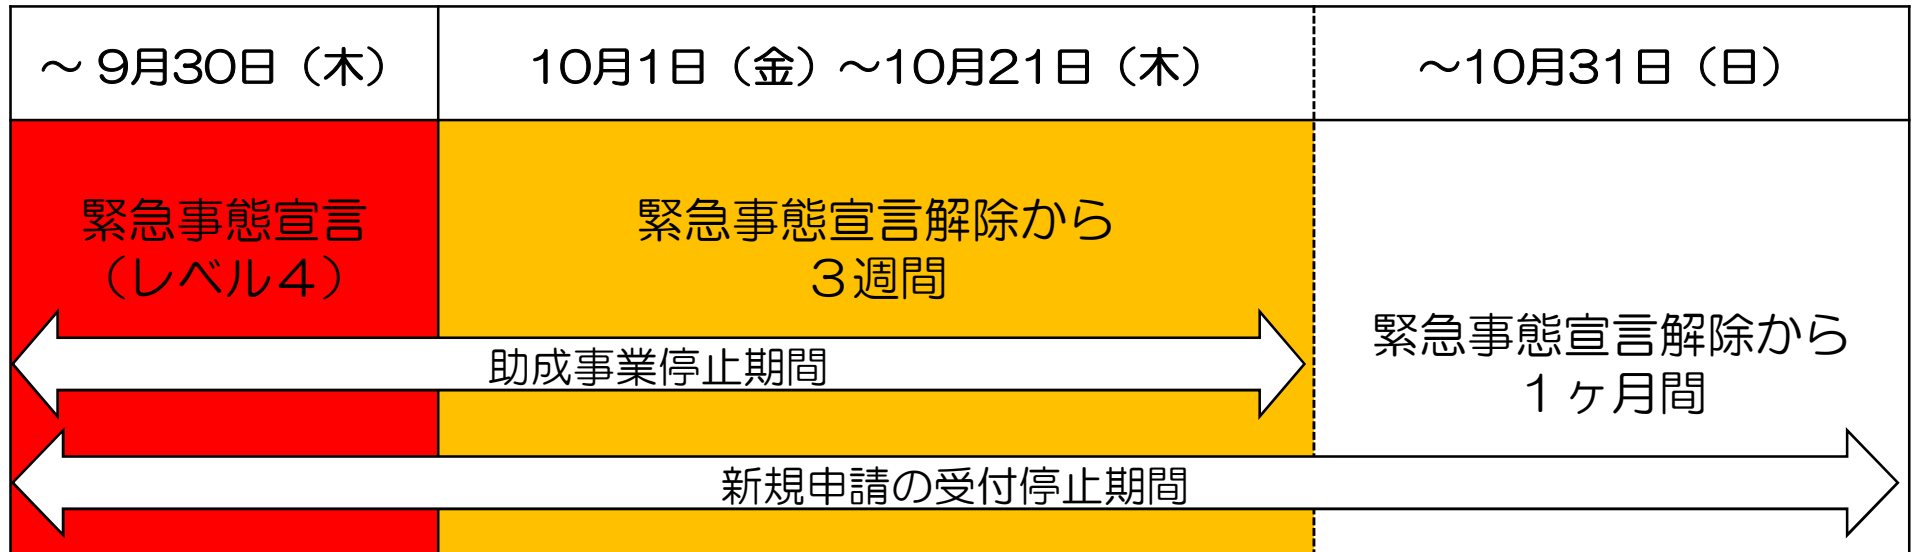 ～ 9月30日（木）
10月1日（金）～10月21日（木）
～10月31日（日）
緊急事態宣言
（レベル４）
緊急事態宣言解除から
３週間
緊急事態宣言解除から
１ヶ月間
助成事業停止期間
新規申請の受付停止期間